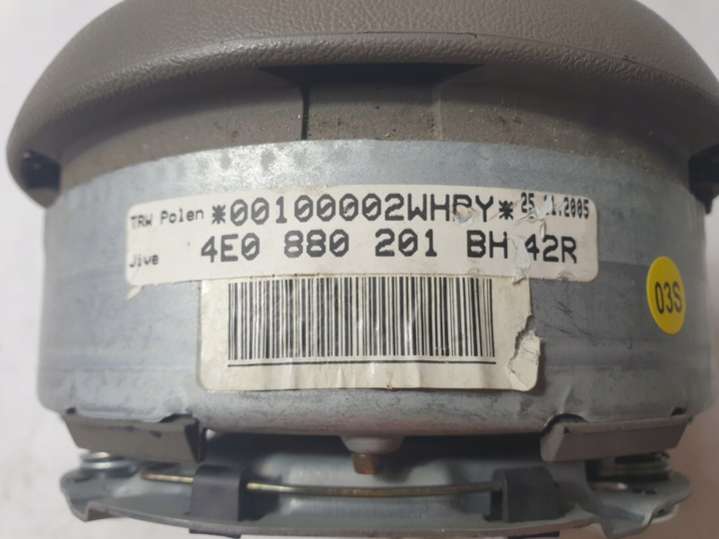 TRW Polen *00100002WHBY* 25.11.2005
Jive 4E0 880 201 BH 42R
03S